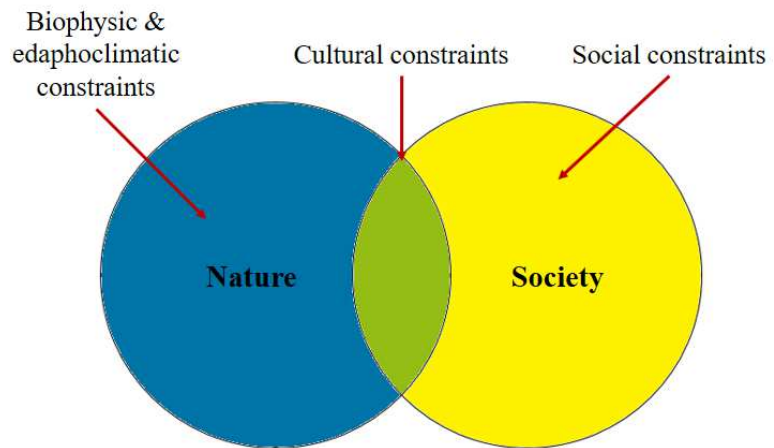 Biophysic &
edaphoclimatic
constraints
Cultural constraints
Social constraints
Nature
Society